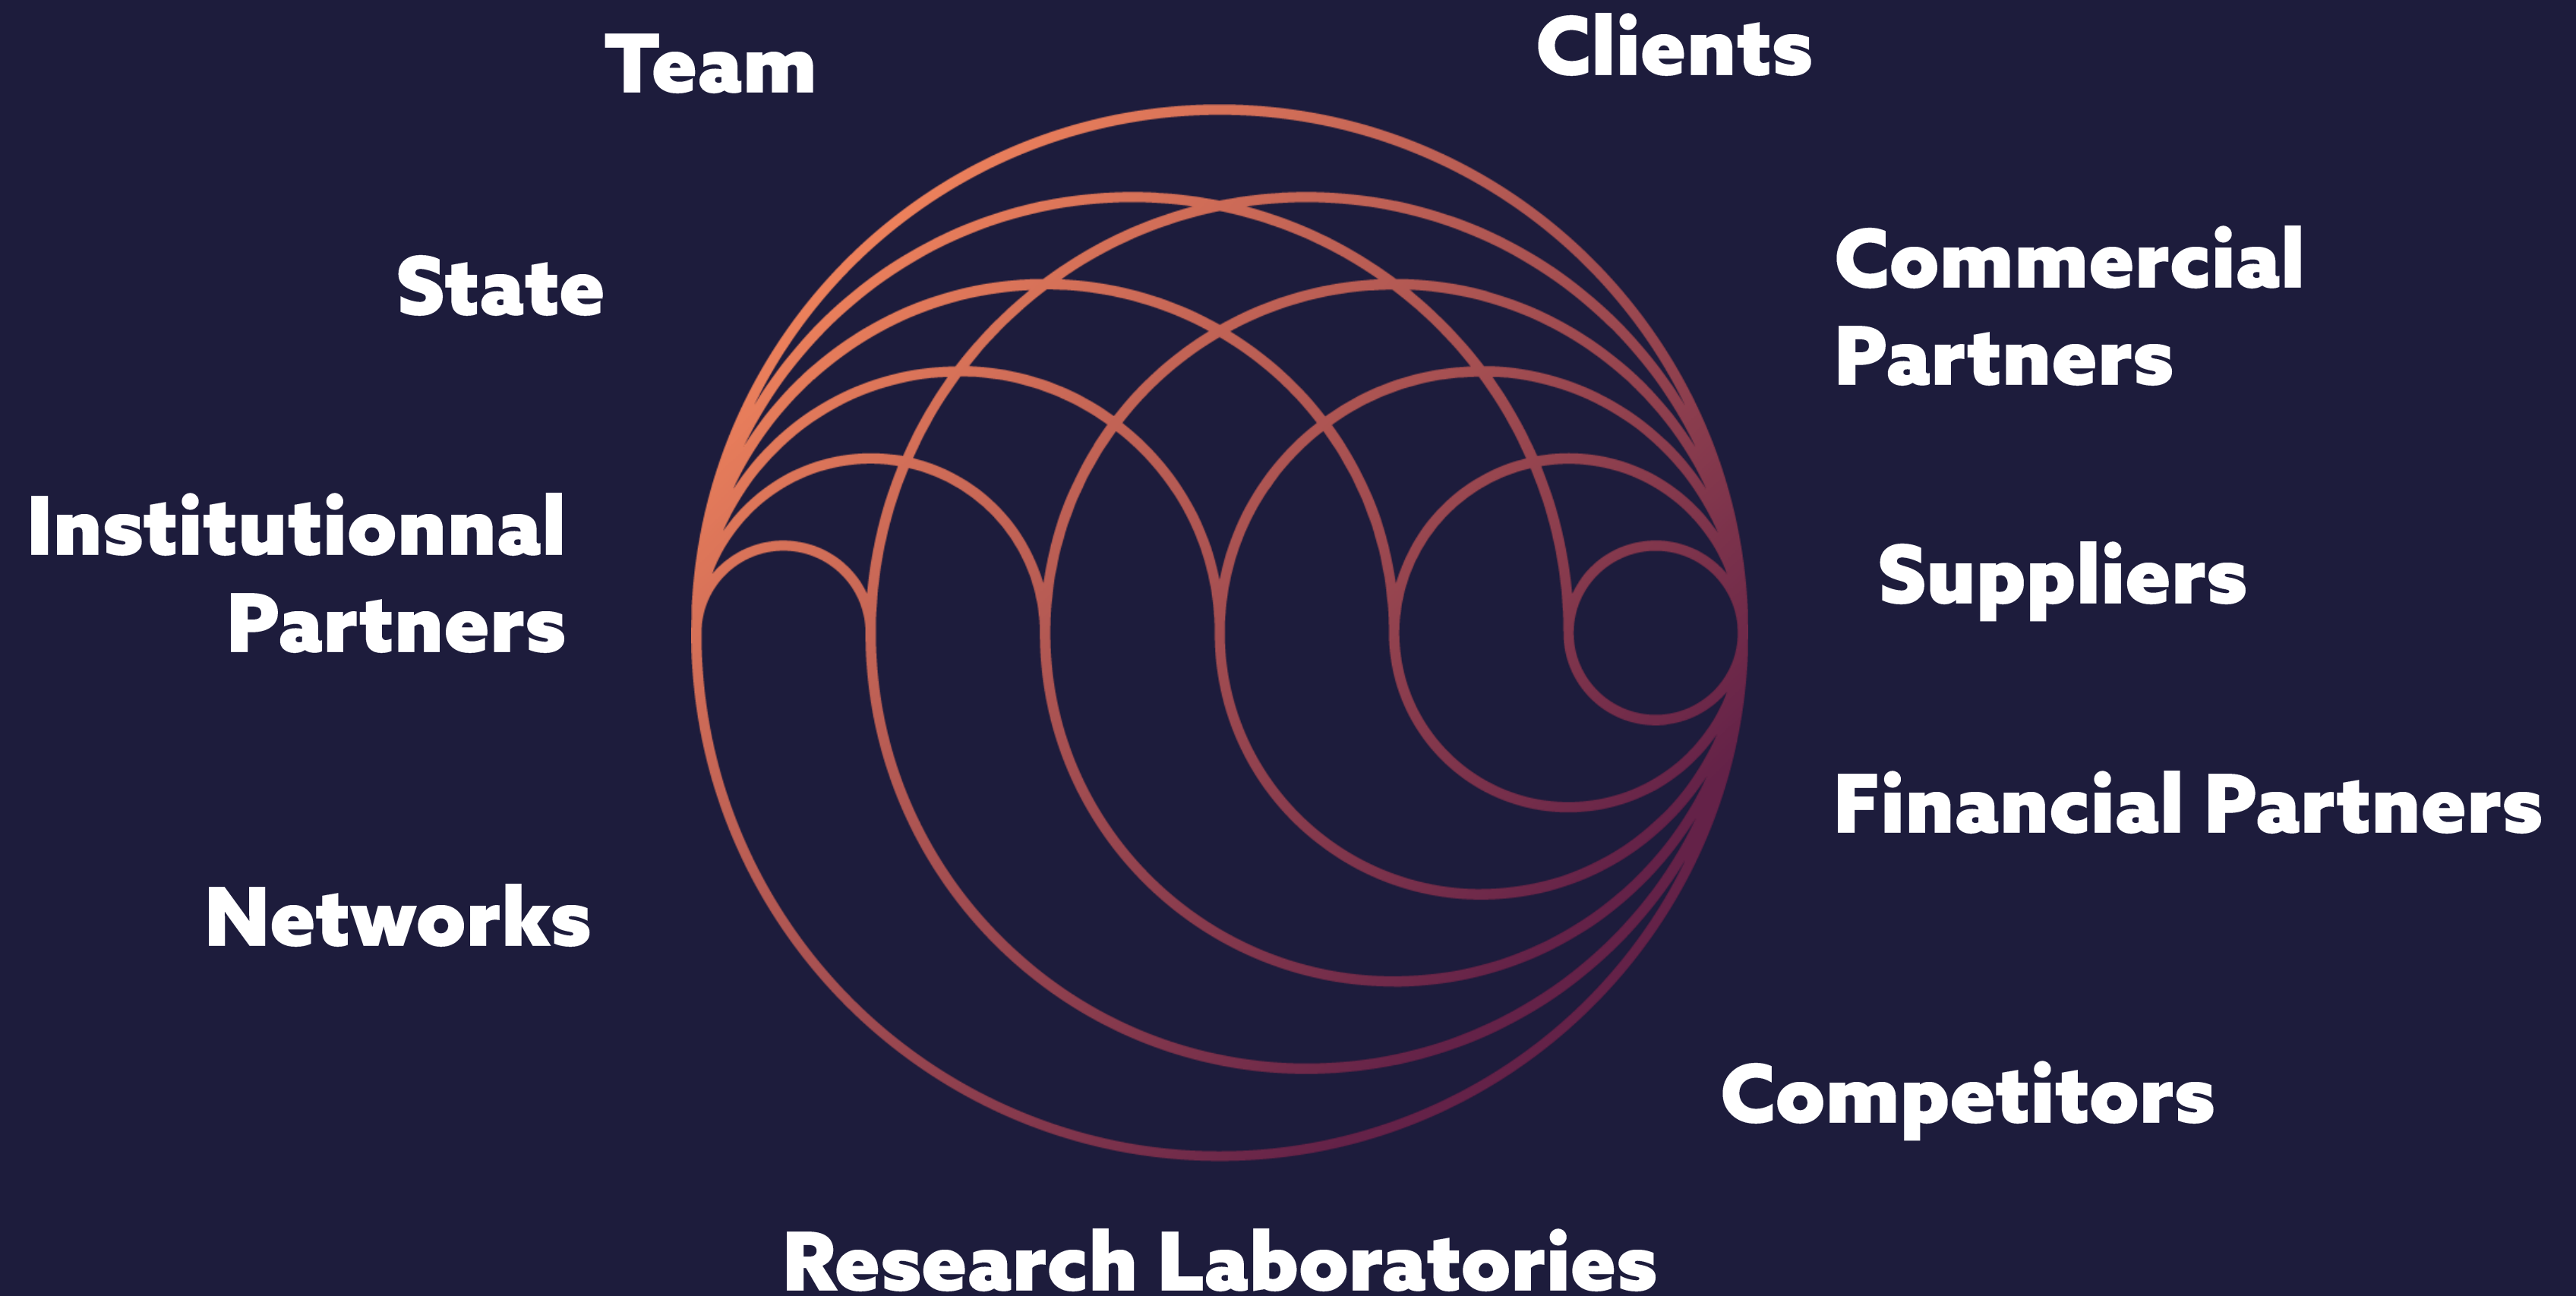 Team
Clients
State
Commercial
Partners
Institutionnal
Partners
Suppliers
Financial Partners
Networks
Competitors
Research Laboratories